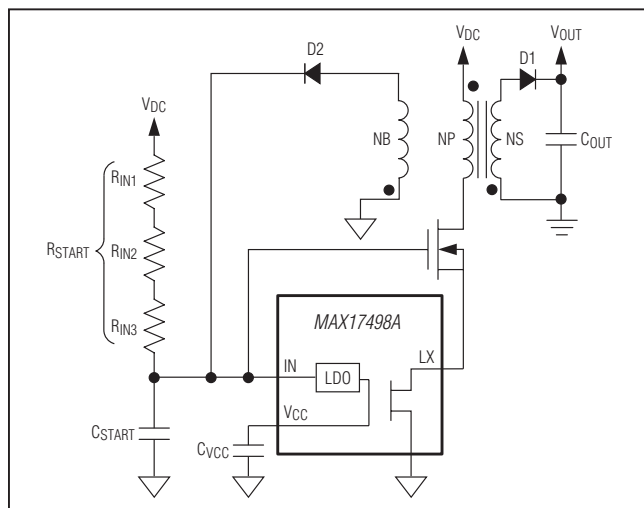 D2
VDC
VOUT
D1
VDC
NB
NP
NS
COUT
RIN1
RSTART
RIN2
RIN3
MAX17498A
LX
IN
LDO
VCC
CSTART
CVCC